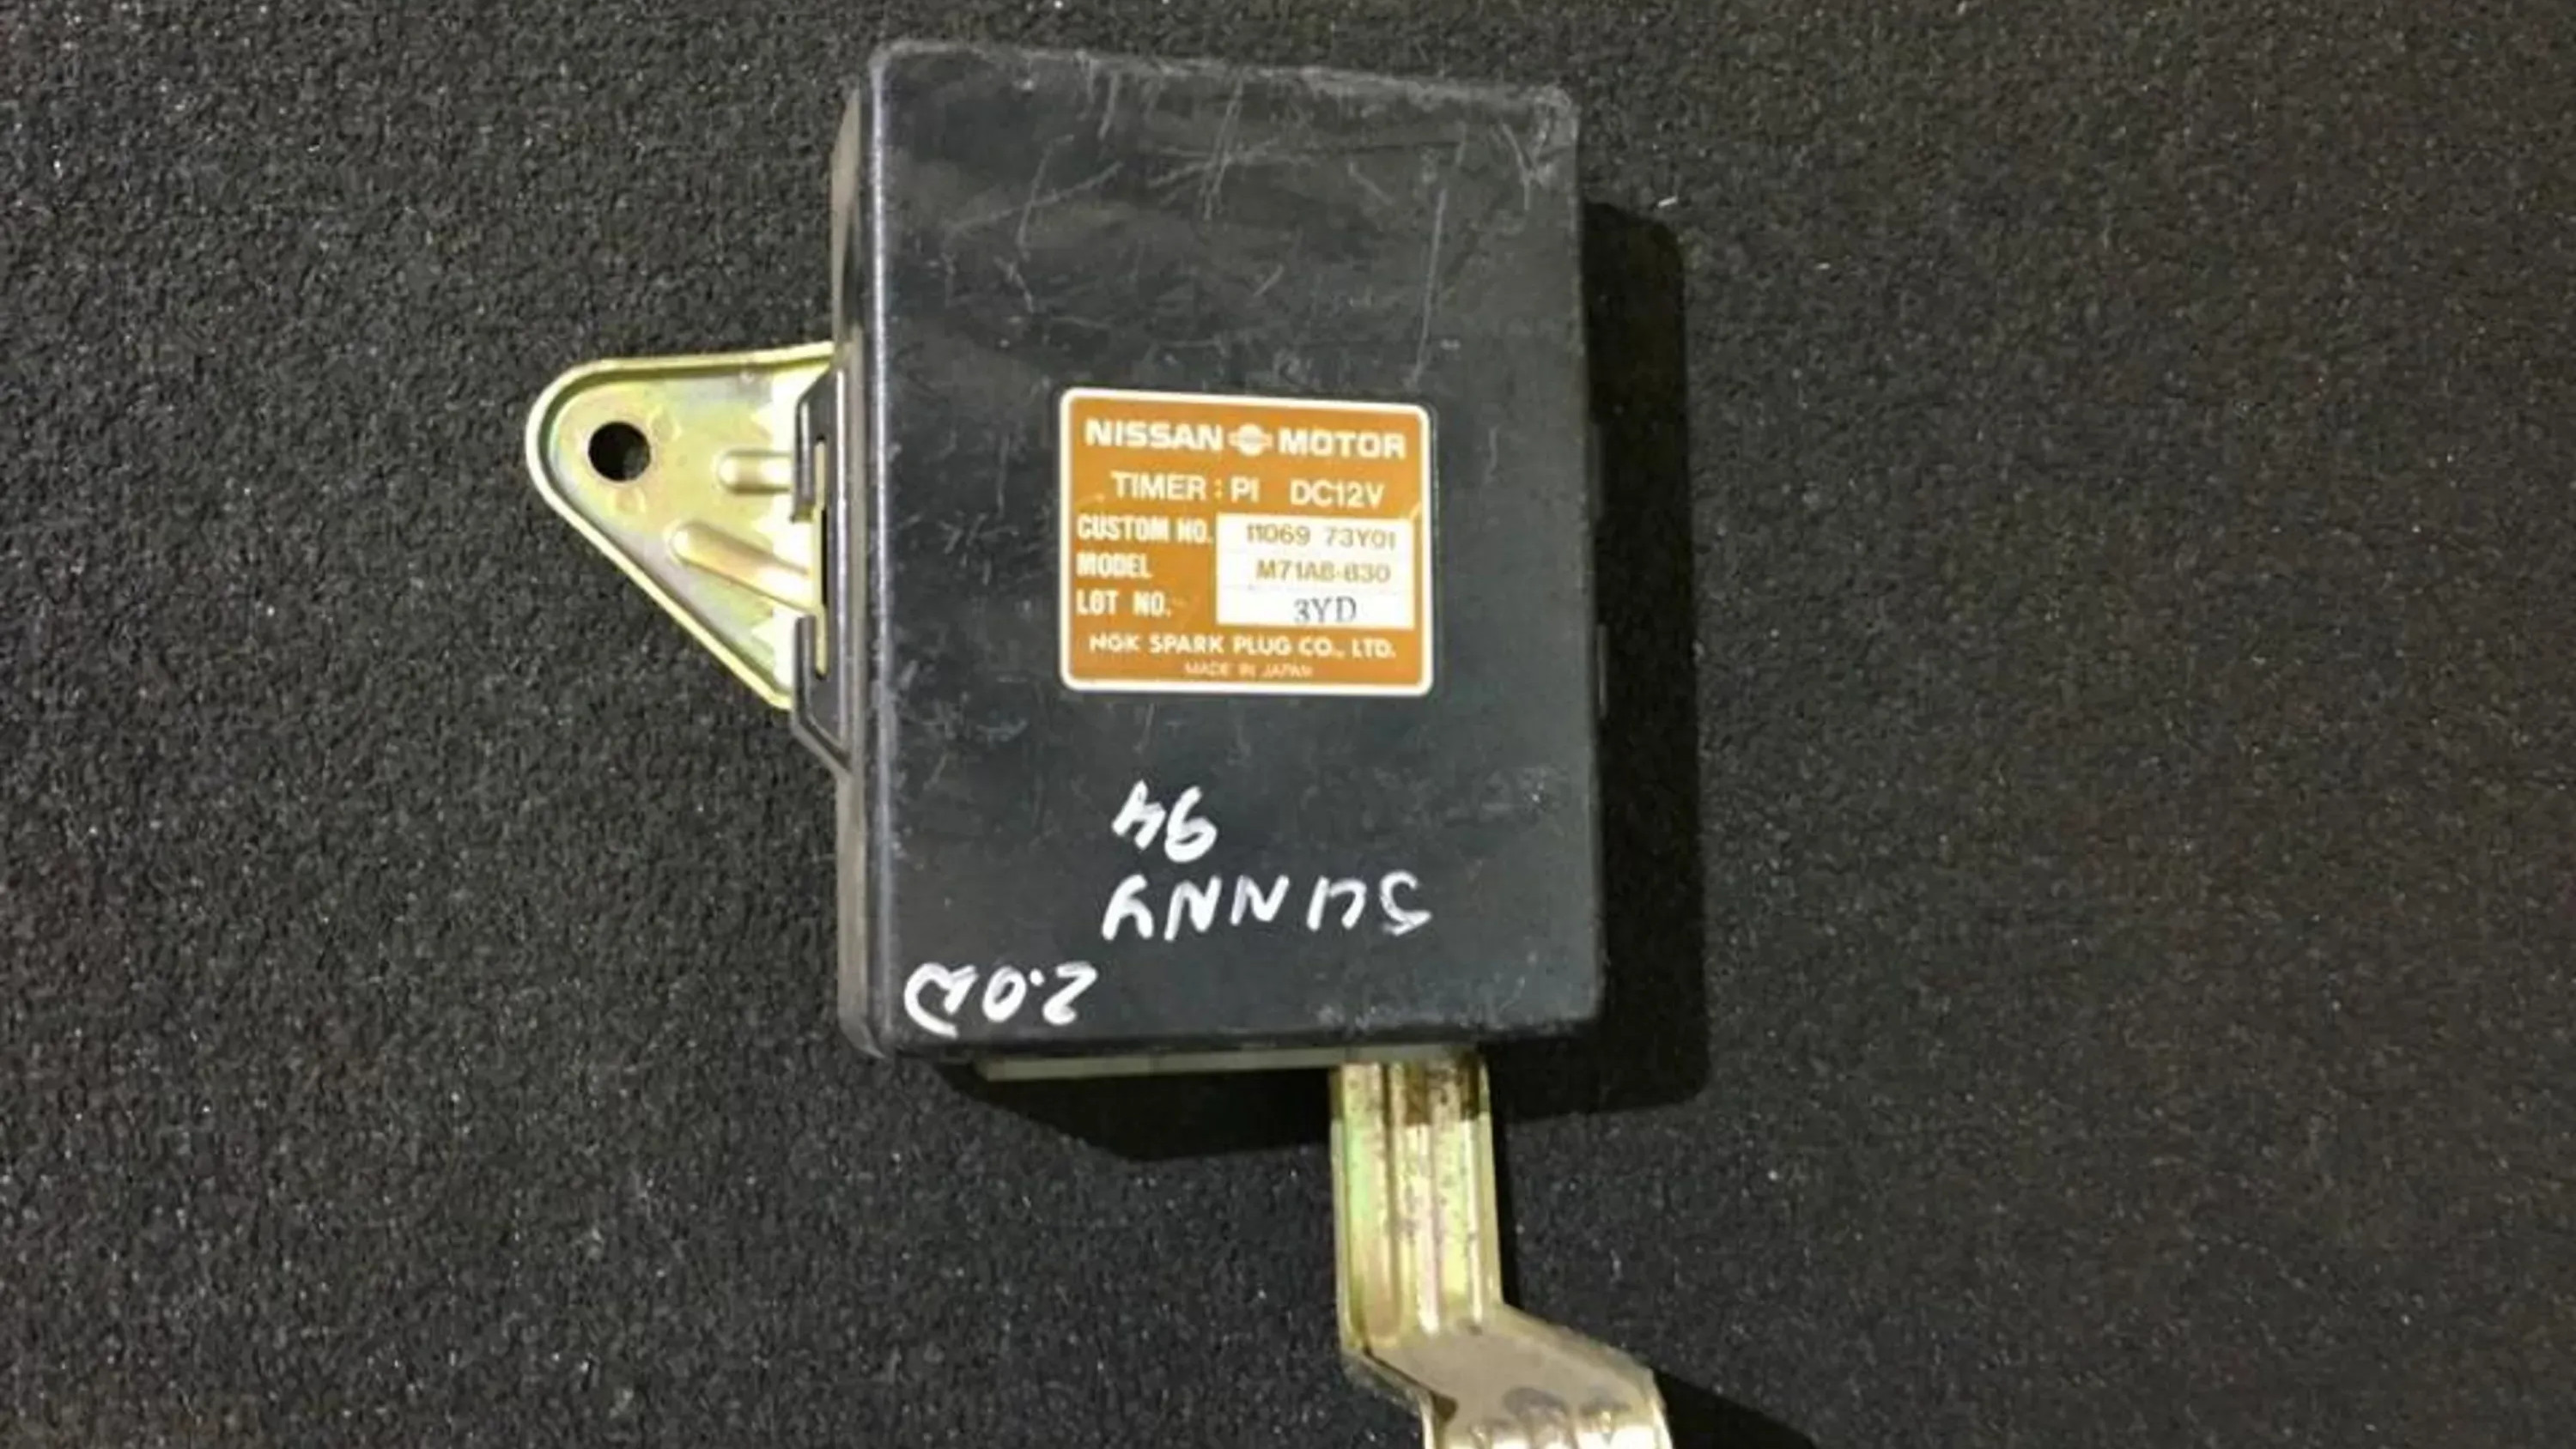 NISSAN MOTOR
TIMER : PI DC12V
CUSTOM NO. 11069 73Y01
MODEL M71AB-830
LOT NO. 3YD
NGK SPARK PLUG CO., LTD.
MADE IN JAPAN
2.0D
SUNNY
94